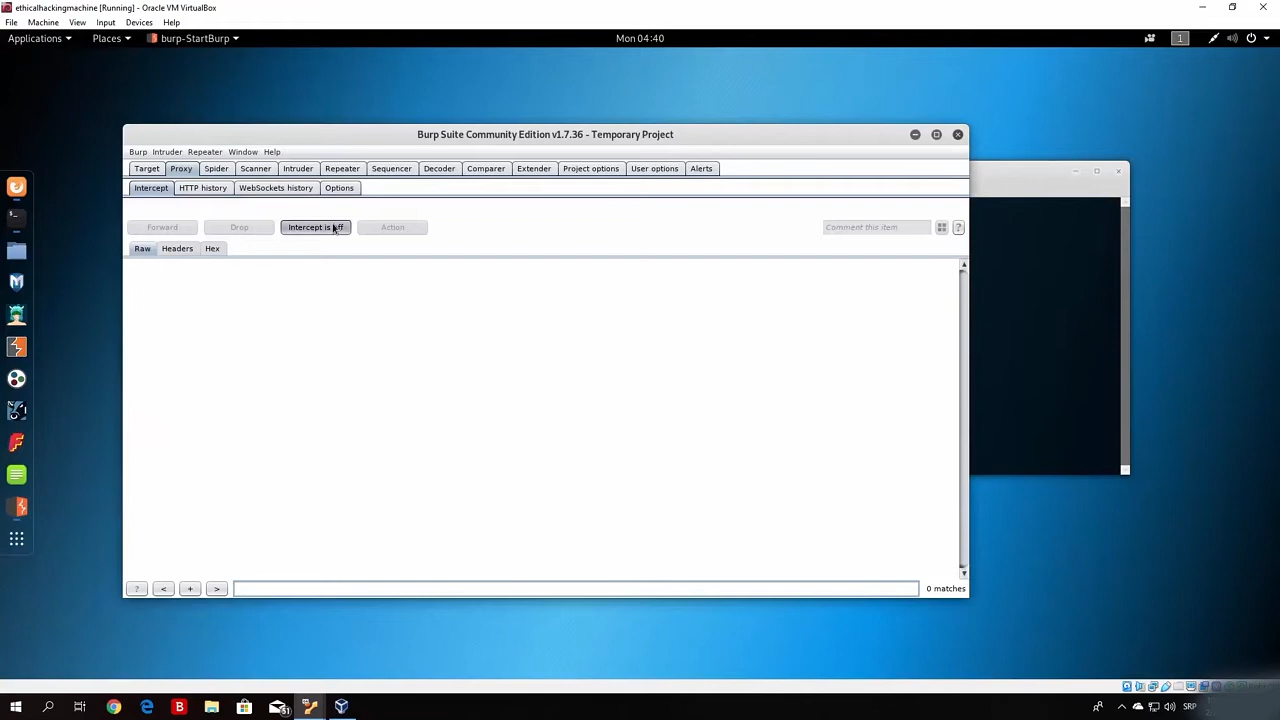 ethicalhackingmachine [Running] - Oracle VM VirtualBox
File Machine View Input Devices Help
Applications Places burp-StartBurp Mon 04:40 1
Burp Suite Community Edition v1.7.36 - Temporary Project
Burp Intruder Repeater Window Help
Target Proxy Spider Scanner Intruder Repeater Sequencer Decoder Comparer Extender Project options User options Alerts
Intercept HTTP history WebSockets history Options
Forward Drop Intercept is off Action Comment this item ?
Raw Headers Hex
? < + > 0 matches
SRP